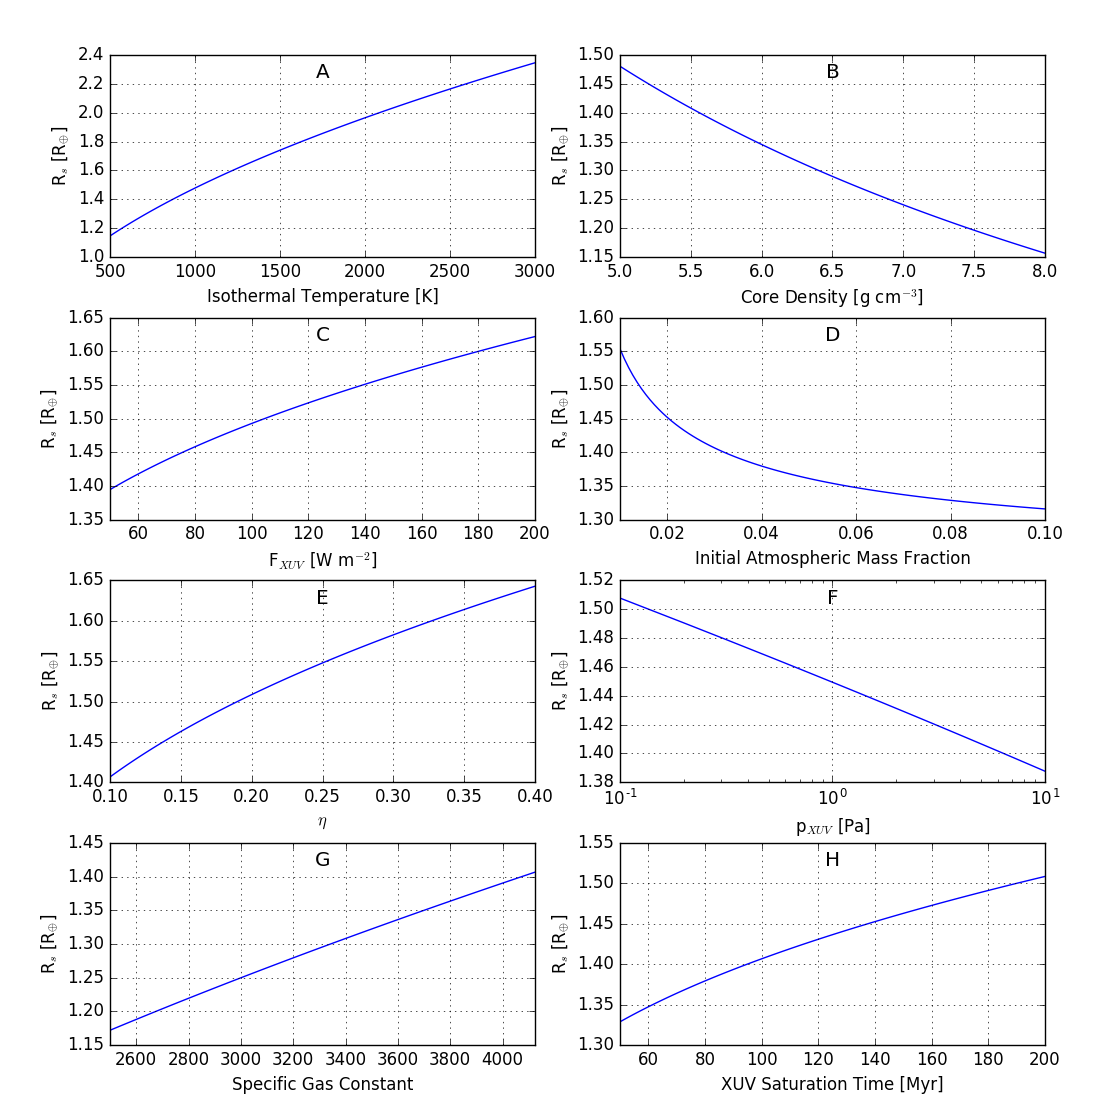 A
R_s [R_⊕]
2.4
2.2
2.0
1.8
1.6
1.4
1.2
1.0
500 1000 1500 2000 2500 3000
Isothermal Temperature [K]
B
R_s [R_⊕]
1.50
1.45
1.40
1.35
1.30
1.25
1.20
1.15
5.0 5.5 6.0 6.5 7.0 7.5 8.0
Core Density [g cm⁻³]
C
R_s [R_⊕]
1.65
1.60
1.55
1.50
1.45
1.40
1.35
60 80 100 120 140 160 180 200
F_XUV [W m⁻²]
D
R_s [R_⊕]
1.60
1.55
1.50
1.45
1.40
1.35
1.30
0.02 0.04 0.06 0.08 0.10
Initial Atmospheric Mass Fraction
E
R_s [R_⊕]
1.65
1.60
1.55
1.50
1.45
1.40
0.10 0.15 0.20 0.25 0.30 0.35 0.40
η
F
R_s [R_⊕]
1.52
1.50
1.48
1.46
1.44
1.42
1.40
1.38
10⁻¹ 10⁰ 10¹
p_XUV [Pa]
G
R_s [R_⊕]
1.45
1.40
1.35
1.30
1.25
1.20
1.15
2600 2800 3000 3200 3400 3600 3800 4000
Specific Gas Constant
H
R_s [R_⊕]
1.55
1.50
1.45
1.40
1.35
1.30
60 80 100 120 140 160 180 200
XUV Saturation Time [Myr]